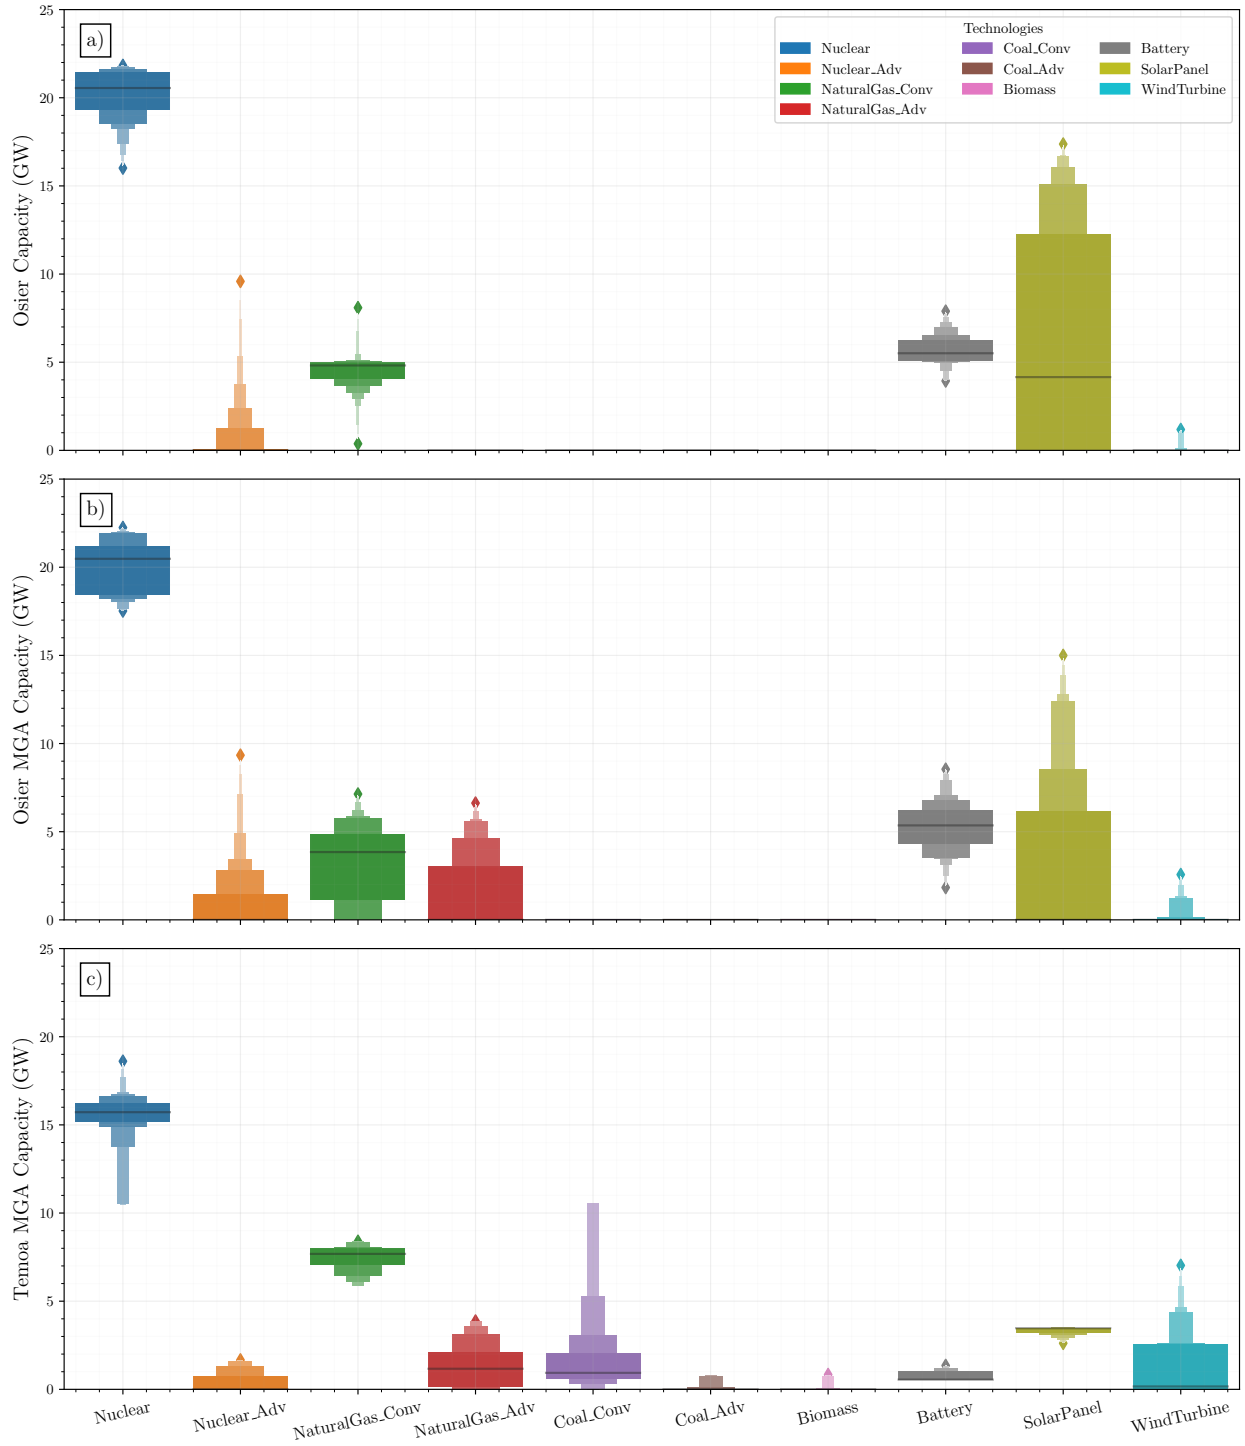 a)
Technologies
Nuclear
Nuclear_Adv
NaturalGas_Conv
NaturalGas_Adv
Coal_Conv
Coal_Adv
Biomass
Battery
SolarPanel
WindTurbine
Osier Capacity (GW)
25
20
15
10
5
0
b)
Osier MGA Capacity (GW)
25
20
15
10
5
0
c)
Temoa MGA Capacity (GW)
25
20
15
10
5
0
Nuclear
Nuclear_Adv
NaturalGas_Conv
NaturalGas_Adv
Coal_Conv
Coal_Adv
Biomass
Battery
SolarPanel
WindTurbine